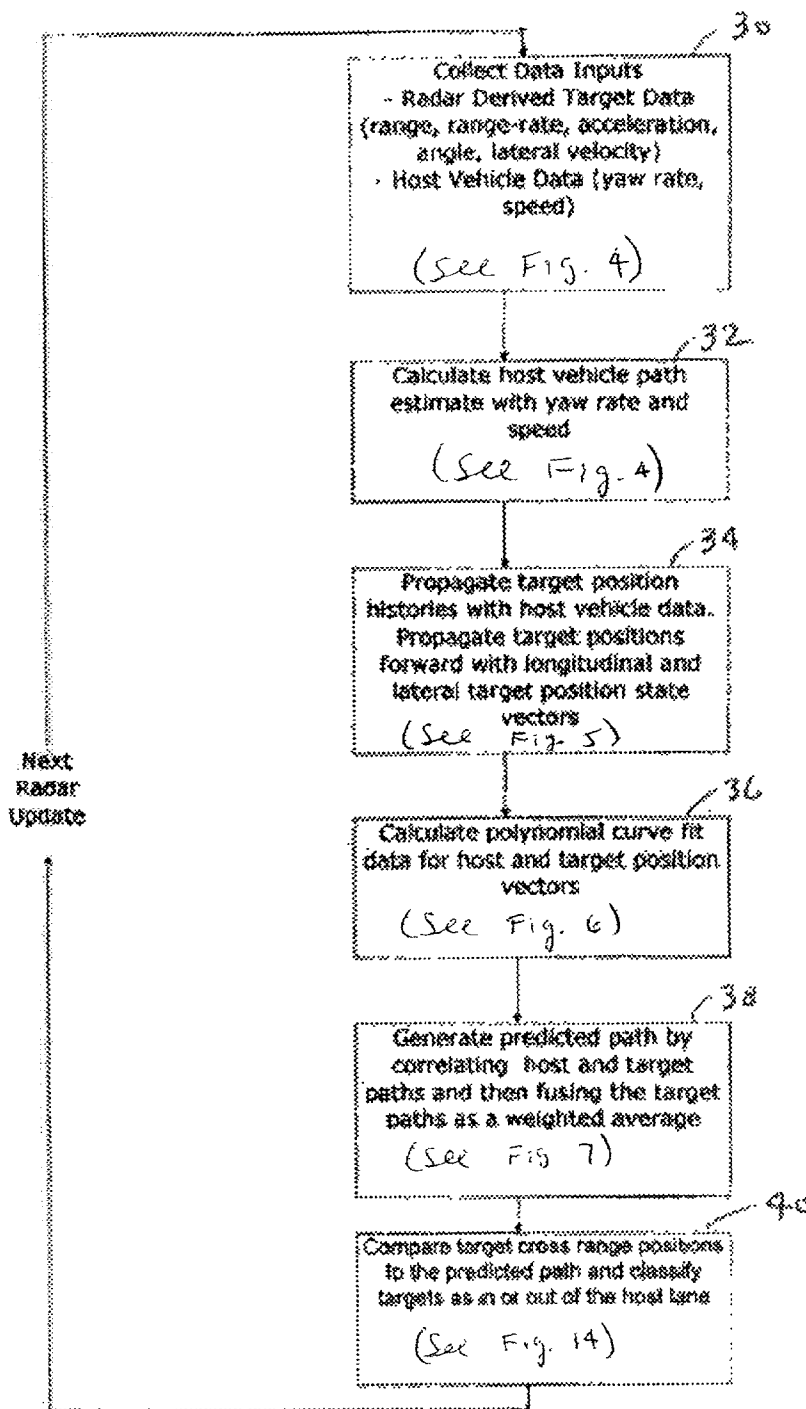 30
Collect Data Inputs
- Radar Derived Target Data
(range, range-rate, acceleration,
angle, lateral velocity)
- Host Vehicle Data (yaw rate,
speed)
(See Fig. 4)
32
Calculate host vehicle path
estimate with yaw rate and
speed
(See Fig. 4)
34
Propagate target position
histories with host vehicle data.
Propagate target positions
forward with longitudinal and
lateral target position state
vectors
(See Fig. 5)
Next
Radar
Update
36
Calculate polynomial curve fit
data for host and target position
vectors
(See Fig. 6)
38
Generate predicted path by
correlating host and target
paths and then fusing the target
paths as a weighted average
(See Fig 7)
40
Compare target cross range positions
to the predicted path and classify
targets as in or out of the host lane
(See Fig. 14)